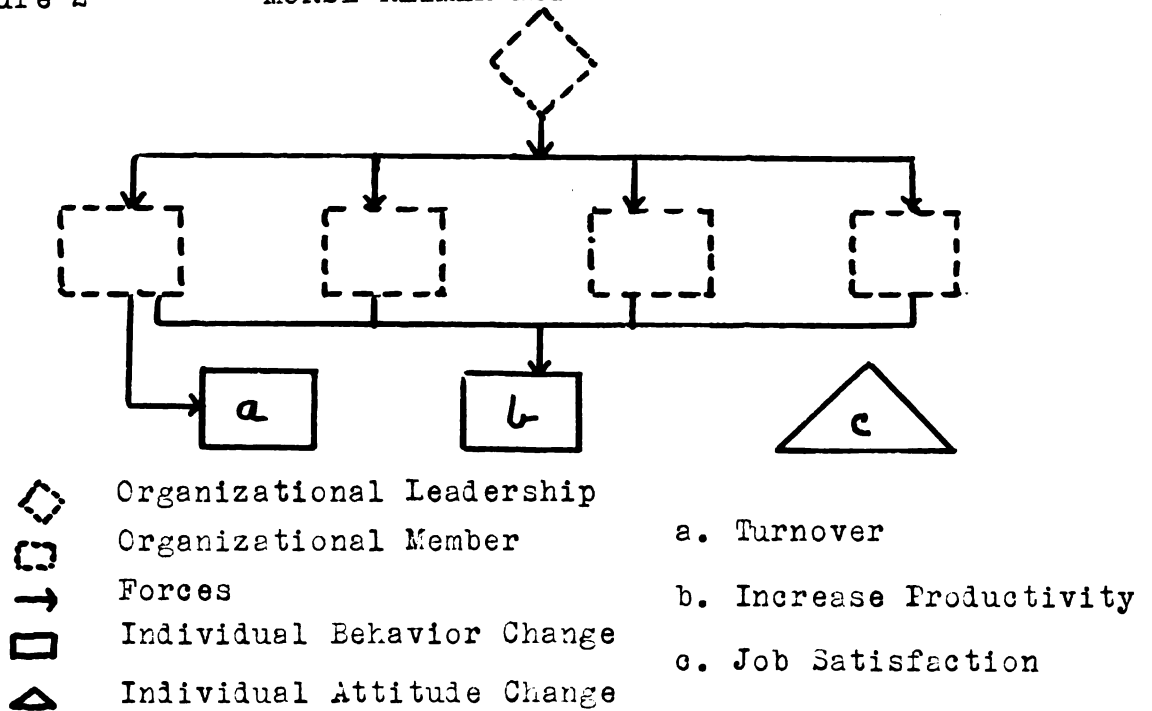 a
b
c
Organizational Leadership
Organizational Member
Forces
Individual Behavior Change
Individual Attitude Change
a. Turnover
b. Increase Productivity
c. Job Satisfaction